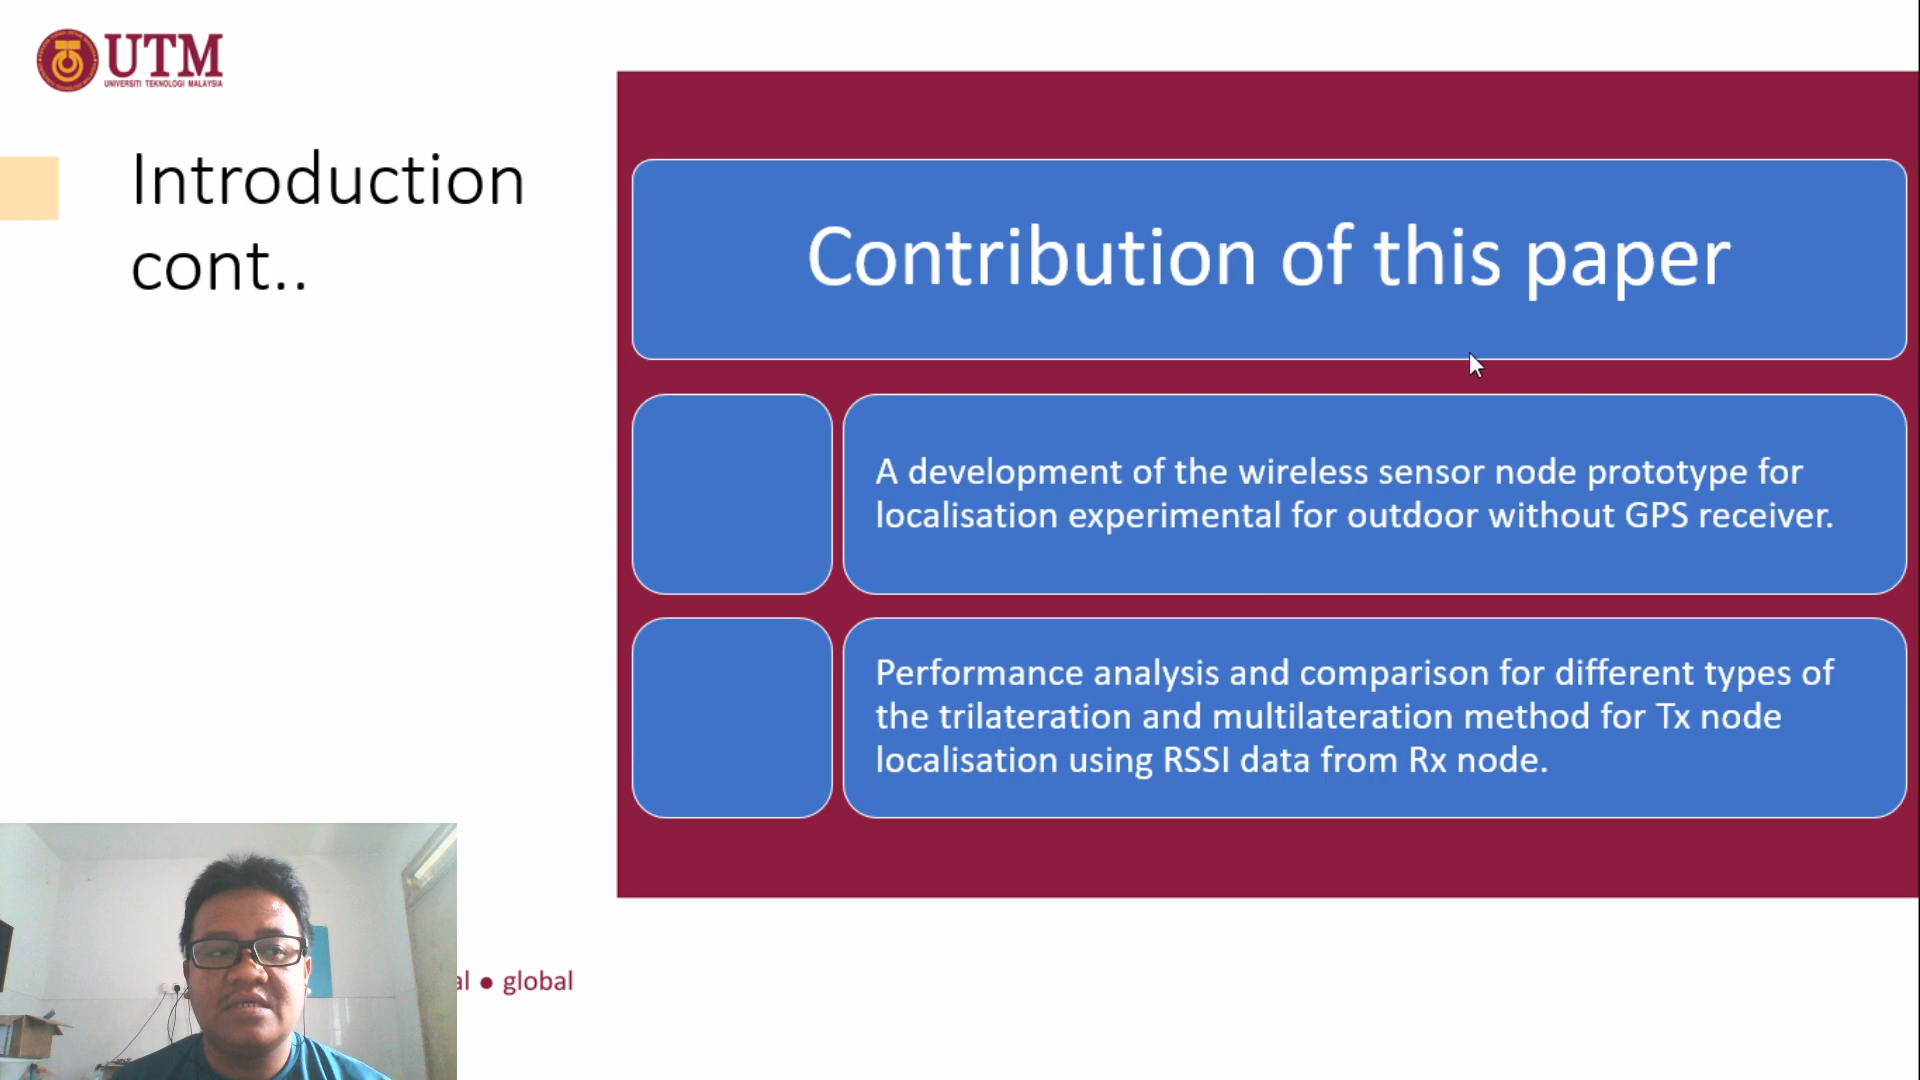 UTM
UNIVERSITI TEKNOLOGI MALAYSIA
Introduction
cont..
Contribution of this paper
A development of the wireless sensor node prototype for
localisation experimental for outdoor without GPS receiver.
Performance analysis and comparison for different types of
the trilateration and multilateration method for Tx node
localisation using RSSI data from Rx node.
al ● global